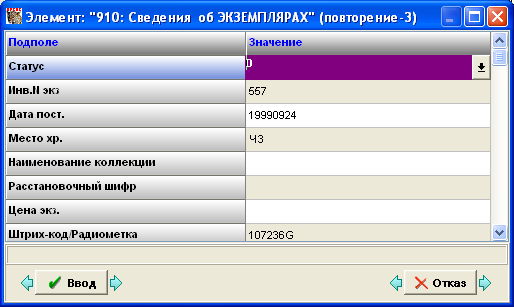 Элемент: "910: Сведения об ЭКЗЕМПЛЯРАХ" (повторение-3)
Подполе Значение
Статус
Инв.N экз 557
Дата пост. 19990924
Место хр. ЧЗ
Наименование коллекции
Расстановочный шифр
Цена экз.
Штрих-код/Радиометка 107236G
Ввод Отказ